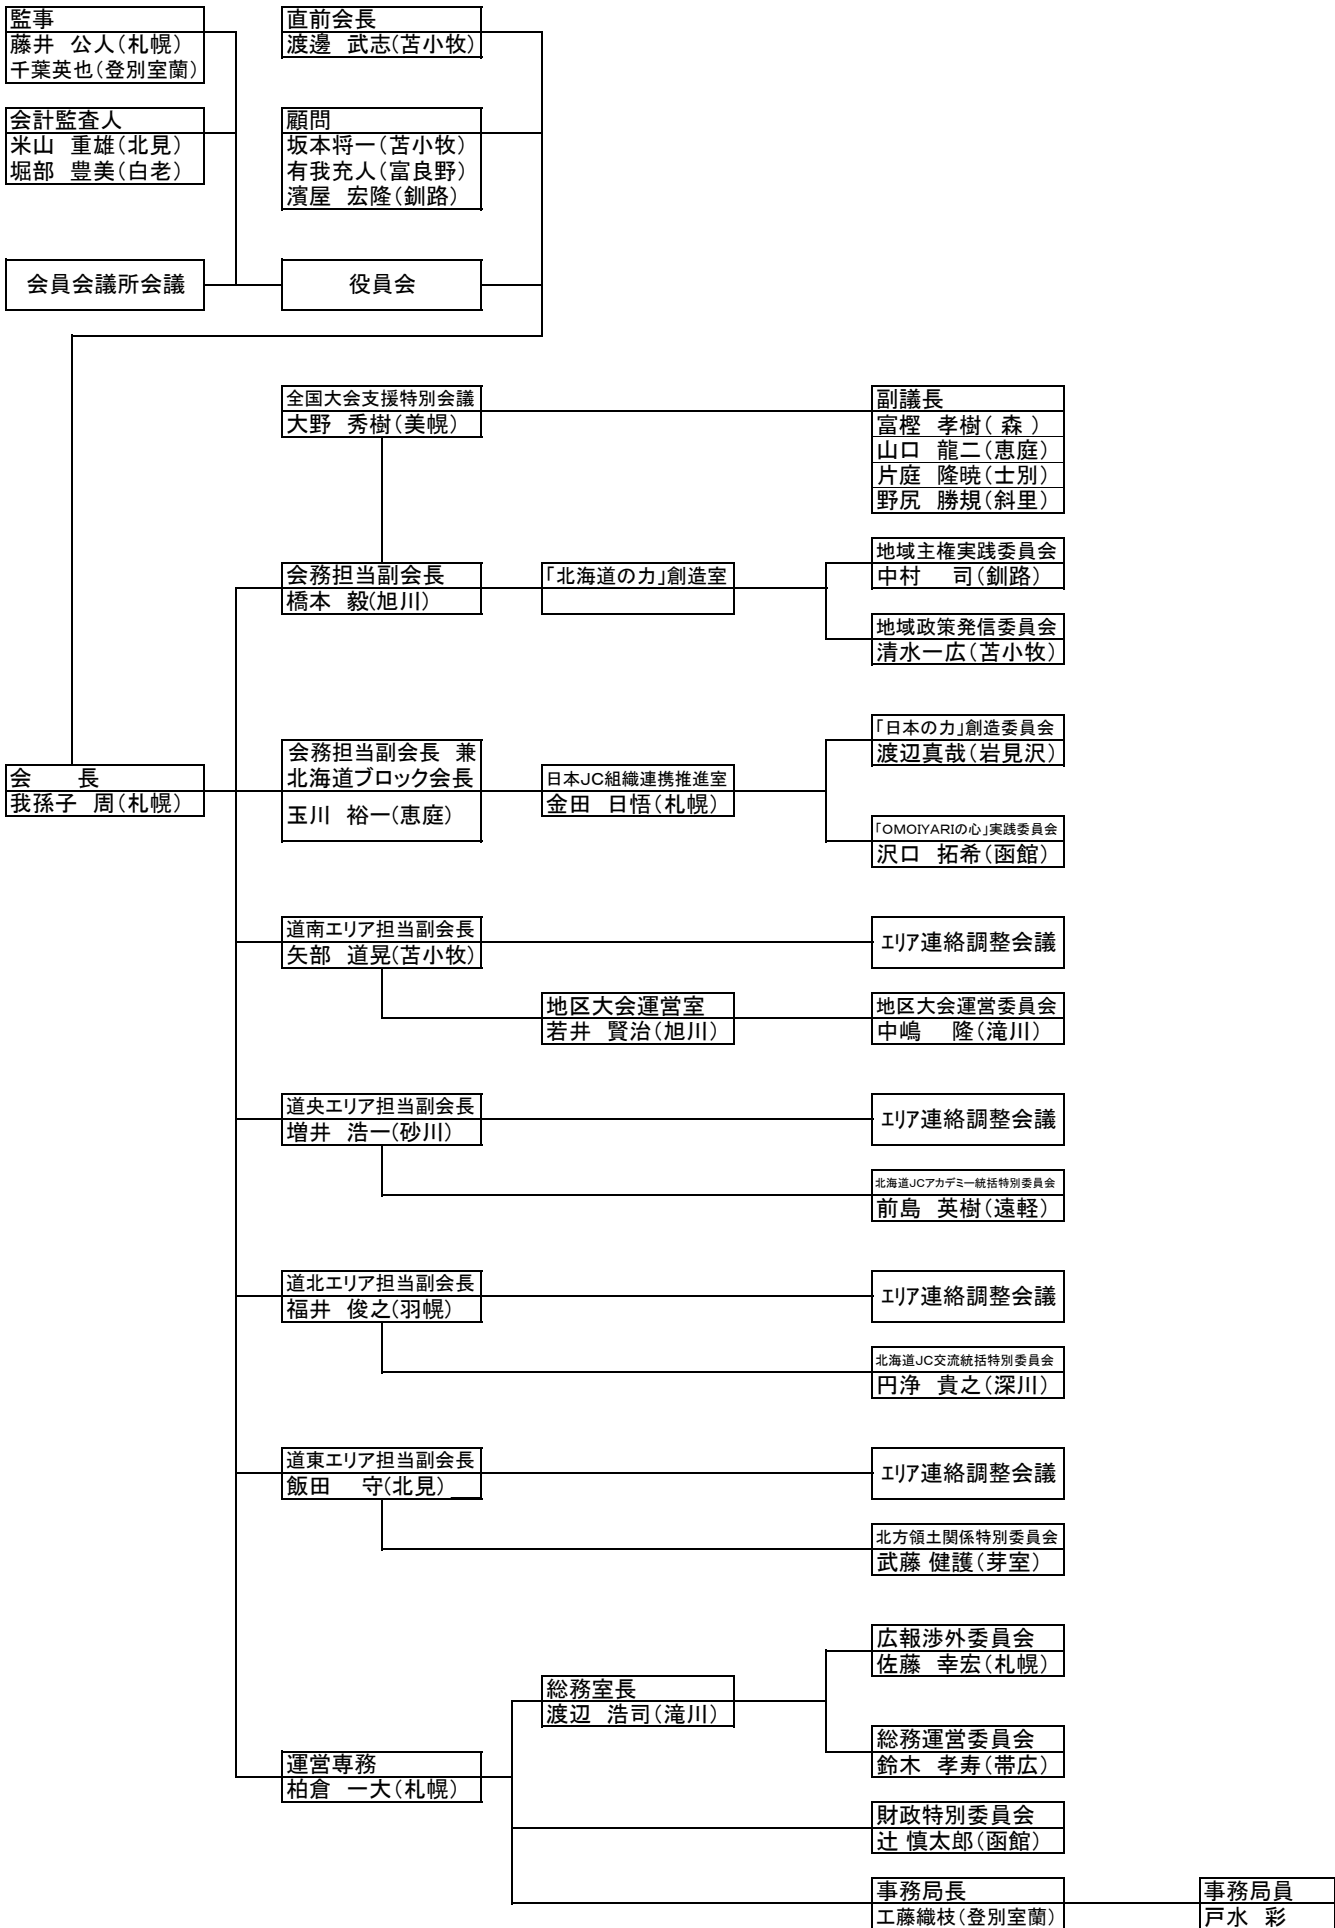 監事
藤井　公人(札幌)
千葉英也(登別室蘭)
直前会長
渡邊　武志(苫小牧)
会計監査人
米山　重雄(北見)
堀部　豊美(白老)
顧問
坂本将一(苫小牧)
有我充人(富良野)
濱屋　宏隆(釧路)
会員会議所会議
役員会
全国大会支援特別会議
大野　秀樹(美幌)
副議長
富樫　孝樹( 森 )
山口　龍二(恵庭)
片庭　隆暁(士別)
野尻　勝規(斜里)
会務担当副会長
橋本　毅(旭川)
「北海道の力」創造室
地域主権実践委員会
中村　司(釧路)
地域政策発信委員会
清水一広(苫小牧)
会　長
我孫子　周(札幌)
会務担当副会長　兼
北海道ブロック会長
玉川　裕一(恵庭)
日本JC組織連携推進室
金田　日悟(札幌)
「日本の力」創造委員会
渡辺真哉(岩見沢)
「OMOIYARIの心」実践委員会
沢口　拓希(函館)
道南エリア担当副会長
矢部　道晃(苫小牧)
エリア連絡調整会議
地区大会運営室
若井　賢治(旭川)
地区大会運営委員会
中嶋　隆(滝川)
道央エリア担当副会長
増井　浩一(砂川)
エリア連絡調整会議
北海道JCアカデミー統括特別委員会
前島　英樹(遠軽)
道北エリア担当副会長
福井　俊之(羽幌)
エリア連絡調整会議
北海道JC交流統括特別委員会
円浄　貴之(深川)
道東エリア担当副会長
飯田　守(北見)
エリア連絡調整会議
北方領土関係特別委員会
武藤 健護(芽室)
運営専務
柏倉　一大(札幌)
総務室長
渡辺　浩司(滝川)
広報渉外委員会
佐藤　幸宏(札幌)
総務運営委員会
鈴木　孝寿(帯広)
財政特別委員会
辻 慎太郎(函館)
事務局長
工藤織枝(登別室蘭)
事務局員
戸水　彩